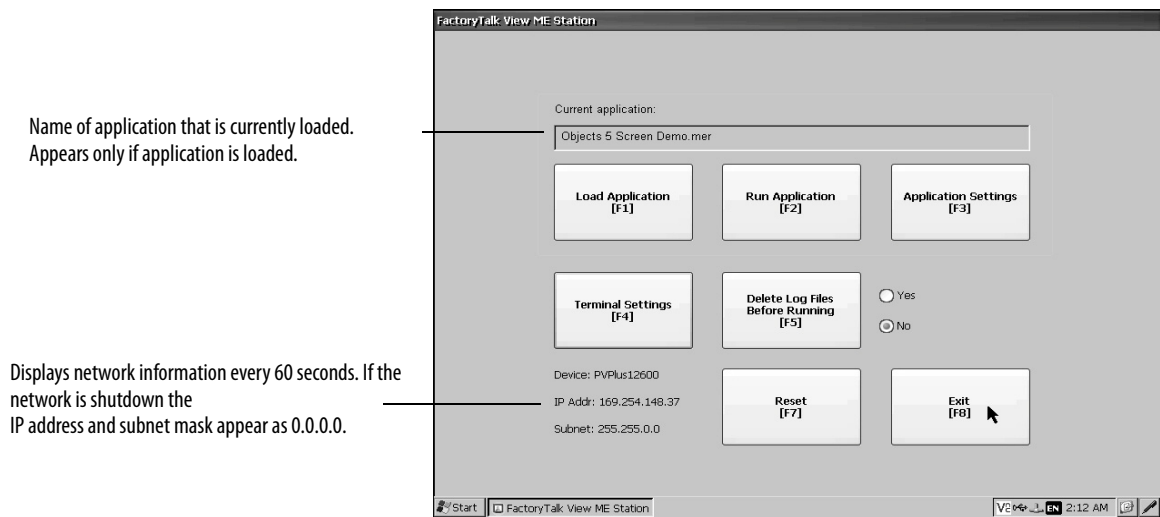 FactoryTalk View ME Station
Name of application that is currently loaded.
Appears only if application is loaded.
Current application:
Objects 5 Screen Demo.mer
Load Application
[F1]
Run Application
[F2]
Application Settings
[F3]
Terminal Settings
[F4]
Delete Log Files
Before Running
[F5]
Yes
No
Displays network information every 60 seconds. If the
network is shutdown the
IP address and subnet mask appear as 0.0.0.0.
Device: PVPlus12600
IP Addr: 169.254.148.37
Subnet: 255.255.0.0
Reset
[F7]
Exit
[F8]
Start
FactoryTalk View ME Station
EN
2:12 AM